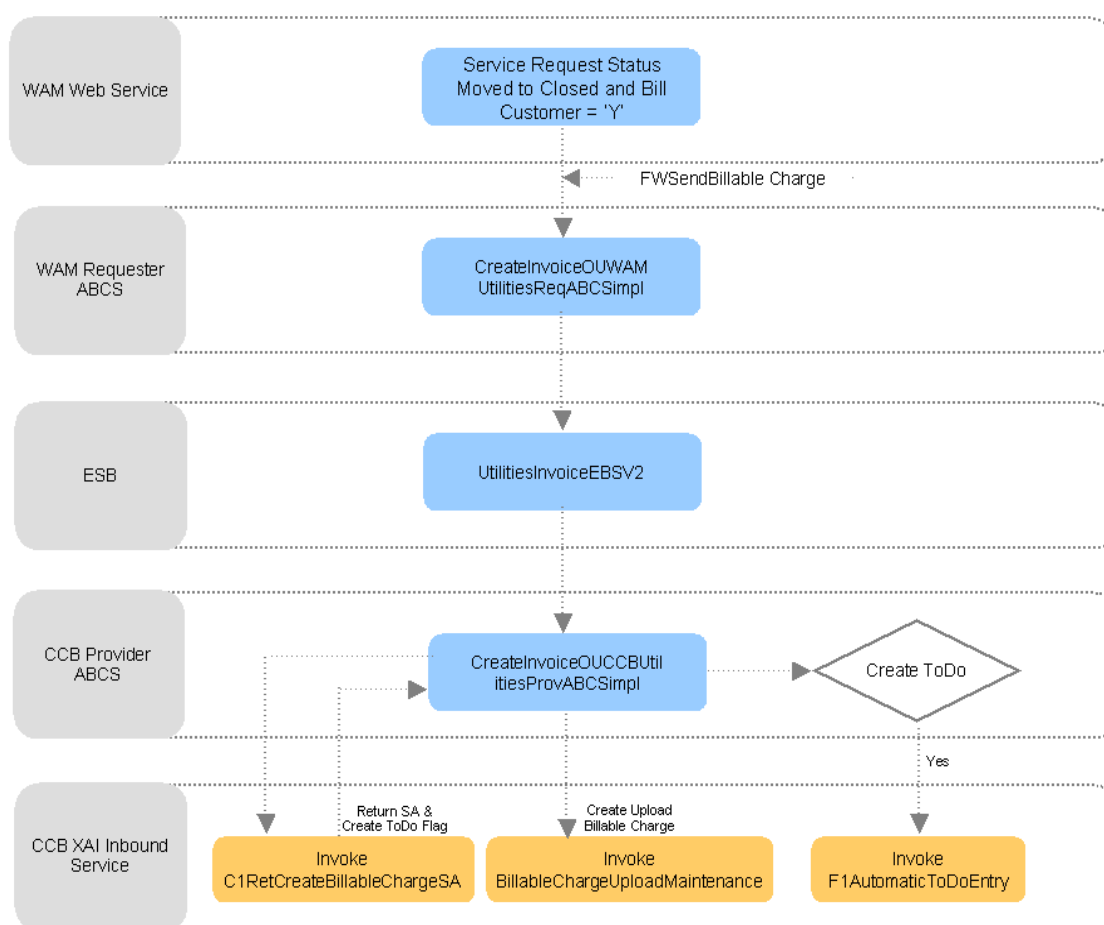 WAM Web Service
Service Request Status
Moved to Closed and Bill
Customer = 'Y'
FWSendBillable Charge
WAM Requester
ABCS
CreateInvoiceOUWAM
UtilitiesReqABCSimpl
ESB
UtilitiesInvoiceEBSV2
CCB Provider
ABCS
CreateInvoiceOUCCBUtil
itiesProvABCSimpl
Create ToDo
Yes
Return SA &
Create ToDo Flag
Create Upload
Billable Charge
CCB XAI Inbound
Service
Invoke
C1RetCreateBillableChargeSA
Invoke
BillableChargeUploadMaintenance
Invoke
F1AutomaticToDoEntry